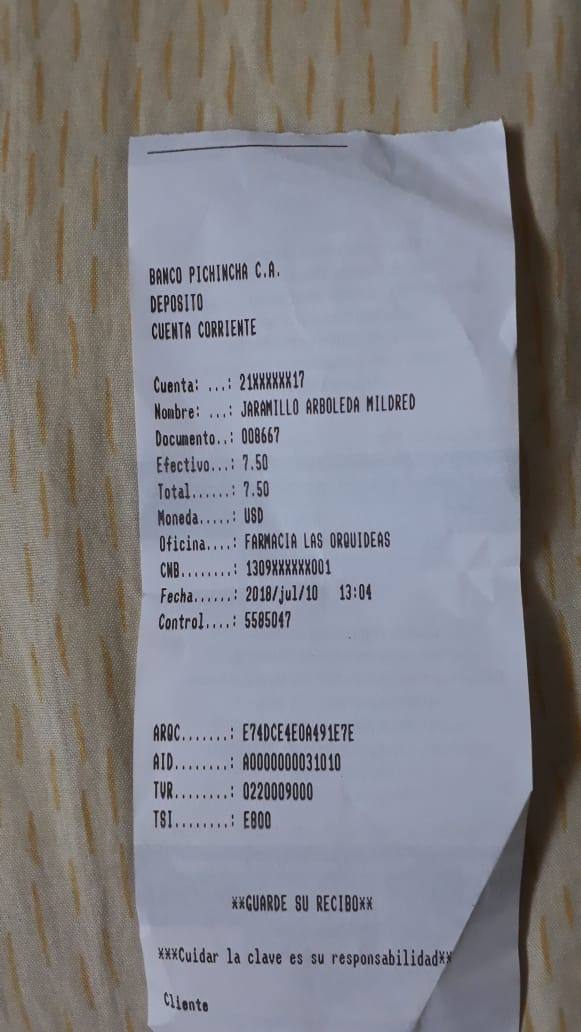 BANCO PICHINCHA C.A.
DEPOSITO
CUENTA CORRIENTE
Cuenta: ...: 21XXXXXX17
Nombre: ...: JARAMILLO ARBOLEDA MILDRED
Documento..: 008667
Efectivo...: 7.50
Total......: 7.50
Moneda.....: USD
Oficina....: FARMACIA LAS ORQUIDEAS
CNB........: 1309XXXXXX001
Fecha......: 2018/jul/10 13:04
Control....: 5585047
ARQC.......: E74DCE4E0A491E7E
AID........: A0000000031010
TVR........: 0220009000
TSI........: E800
**GUARDE SU RECIBO**
***Cuidar la clave es su responsabilidad**
Cliente